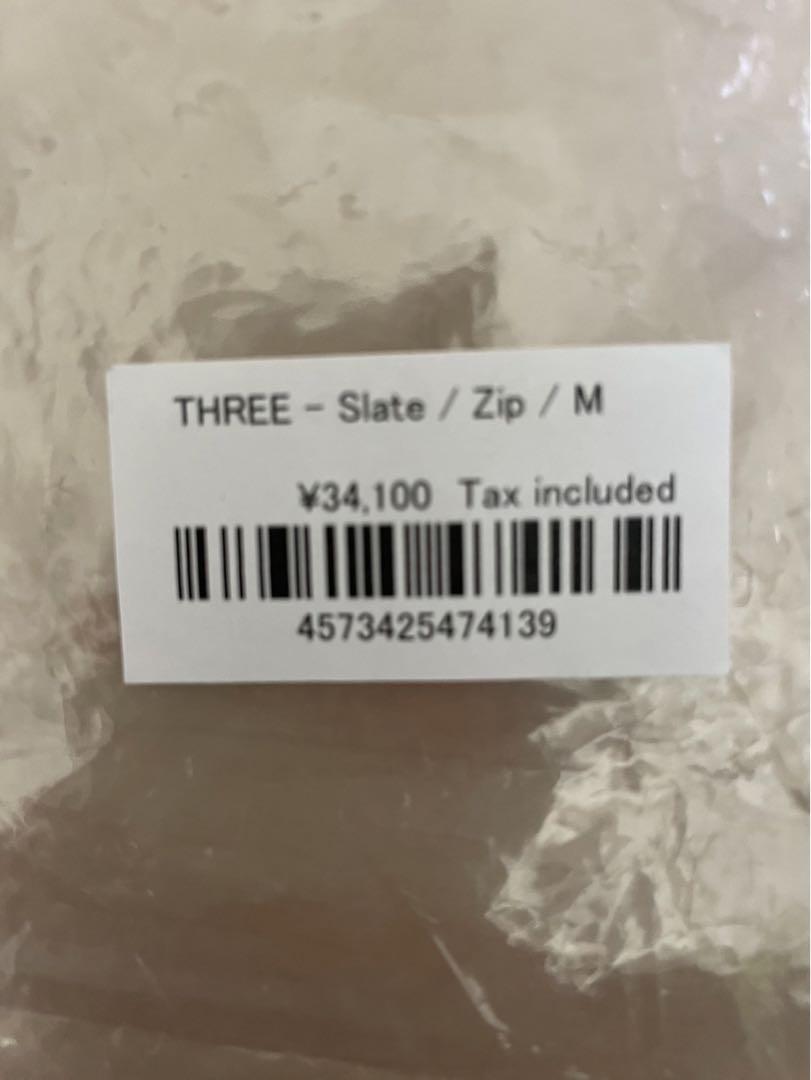 THREE - Slate / Zip / M
¥34,100 Tax included
4573425474139